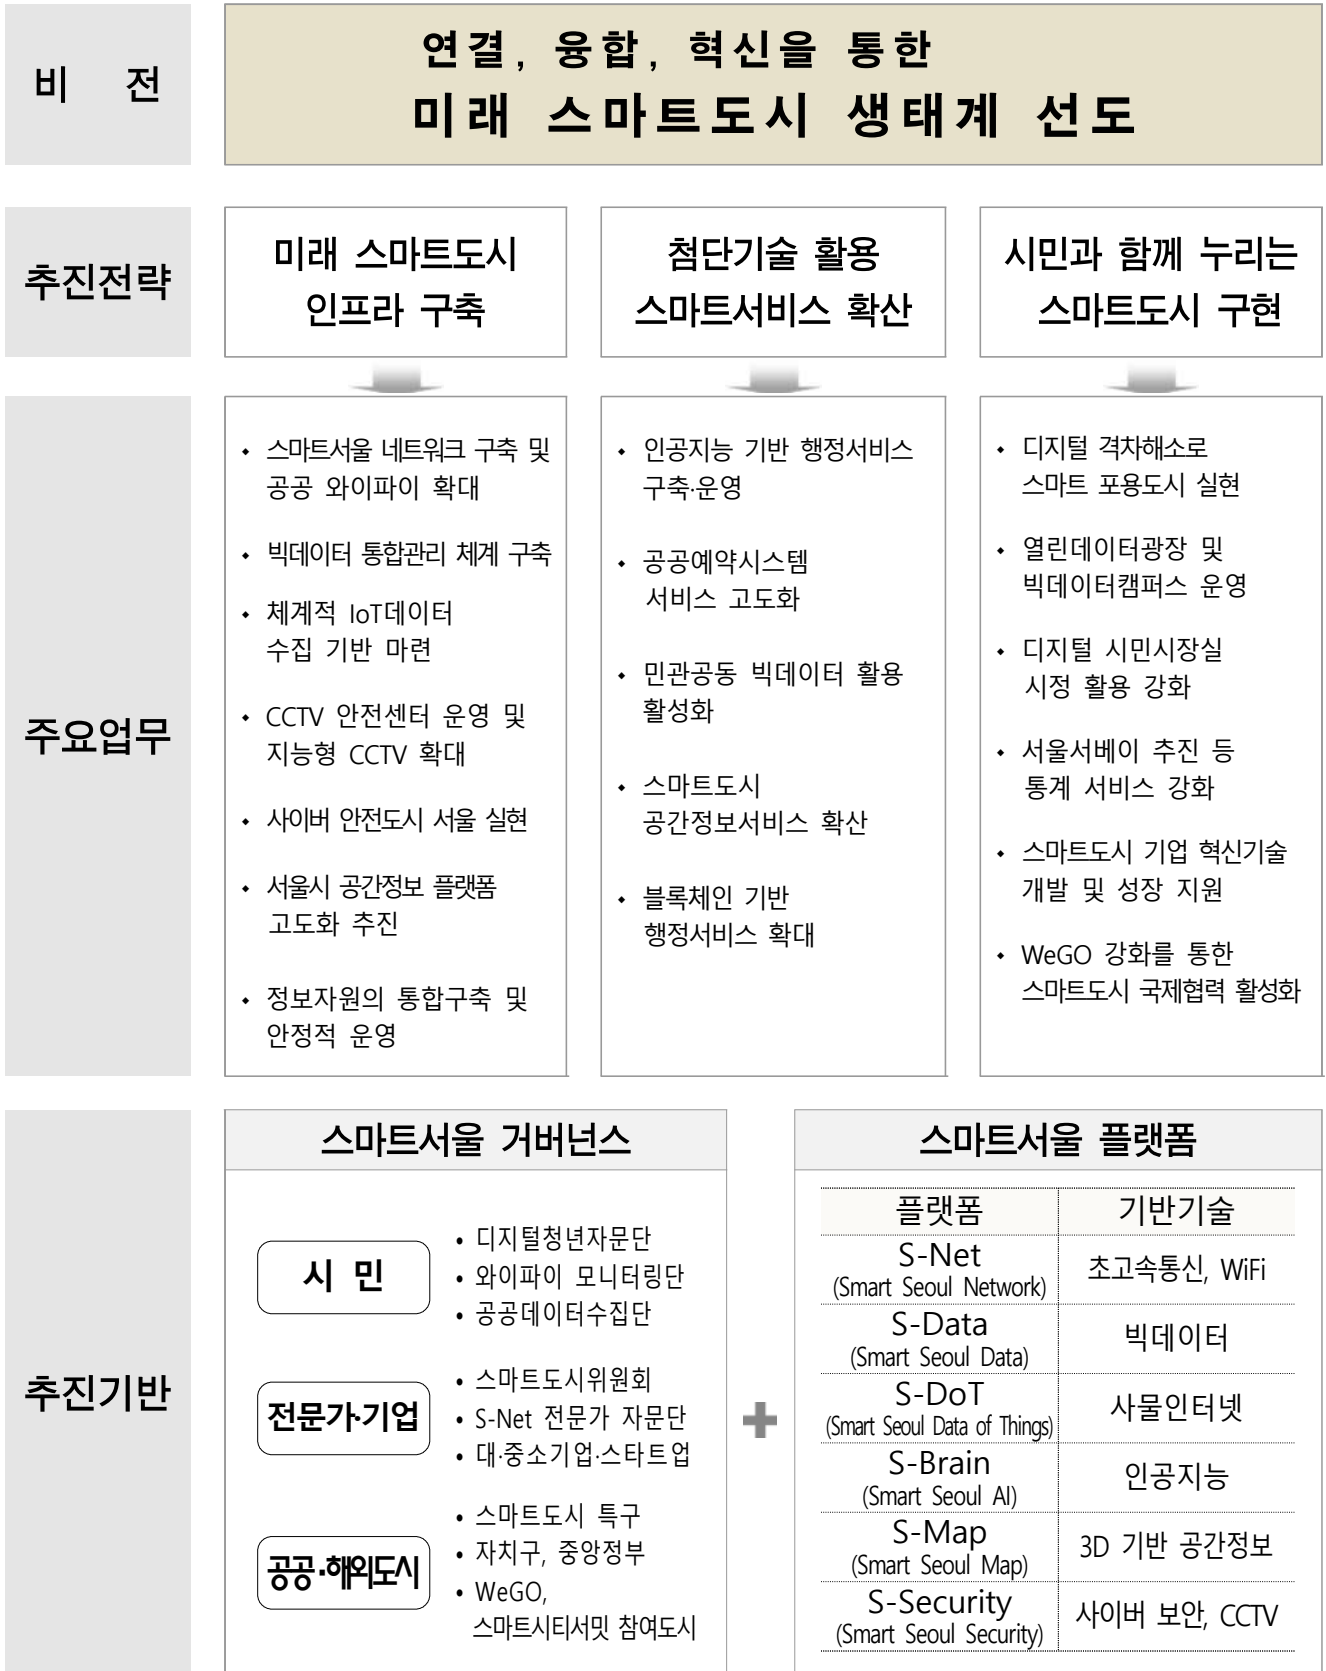 비 전
연결, 융합, 혁신을 통한
미래 스마트도시 생태계 선도
추진전략
미래 스마트도시
인프라 구축
첨단기술 활용
스마트서비스 확산
시민과 함께 누리는
스마트도시 구현
주요업무
스마트서울 네트워크 구축 및
공공 와이파이 확대
빅데이터 통합관리 체계 구축
체계적 IoT데이터
수집 기반 마련
CCTV 안전센터 운영 및
지능형 CCTV 확대
사이버 안전도시 서울 실현
서울시 공간정보 플랫폼
고도화 추진
정보자원의 통합구축 및
안정적 운영
인공지능 기반 행정서비스
구축·운영
공공예약시스템
서비스 고도화
민관공동 빅데이터 활용
활성화
스마트도시
공간정보서비스 확산
블록체인 기반
행정서비스 확대
디지털 격차해소로
스마트 포용도시 실현
열린데이터광장 및
빅데이터캠퍼스 운영
디지털 시민시장실
시정 활용 강화
서울서베이 추진 등
통계 서비스 강화
스마트도시 기업 혁신기술
개발 및 성장 지원
WeGO 강화를 통한
스마트도시 국제협력 활성화
추진기반
스마트서울 거버넌스
시 민
• 디지털청년자문단
• 와이파이 모니터링단
• 공공데이터수집단
전문가·기업
• 스마트도시위원회
• S-Net 전문가 자문단
• 대·중소기업·스타트업
공공·해외도시
• 스마트도시 특구
• 자치구, 중앙정부
• WeGO,
스마트시티서밋 참여도시
스마트서울 플랫폼
플랫폼 기반기술
S-Net
(Smart Seoul Network)
초고속통신, WiFi
S-Data
(Smart Seoul Data)
빅데이터
S-DoT
(Smart Seoul Data of Things)
사물인터넷
S-Brain
(Smart Seoul AI)
인공지능
S-Map
(Smart Seoul Map)
3D 기반 공간정보
S-Security
(Smart Seoul Security)
사이버 보안, CCTV